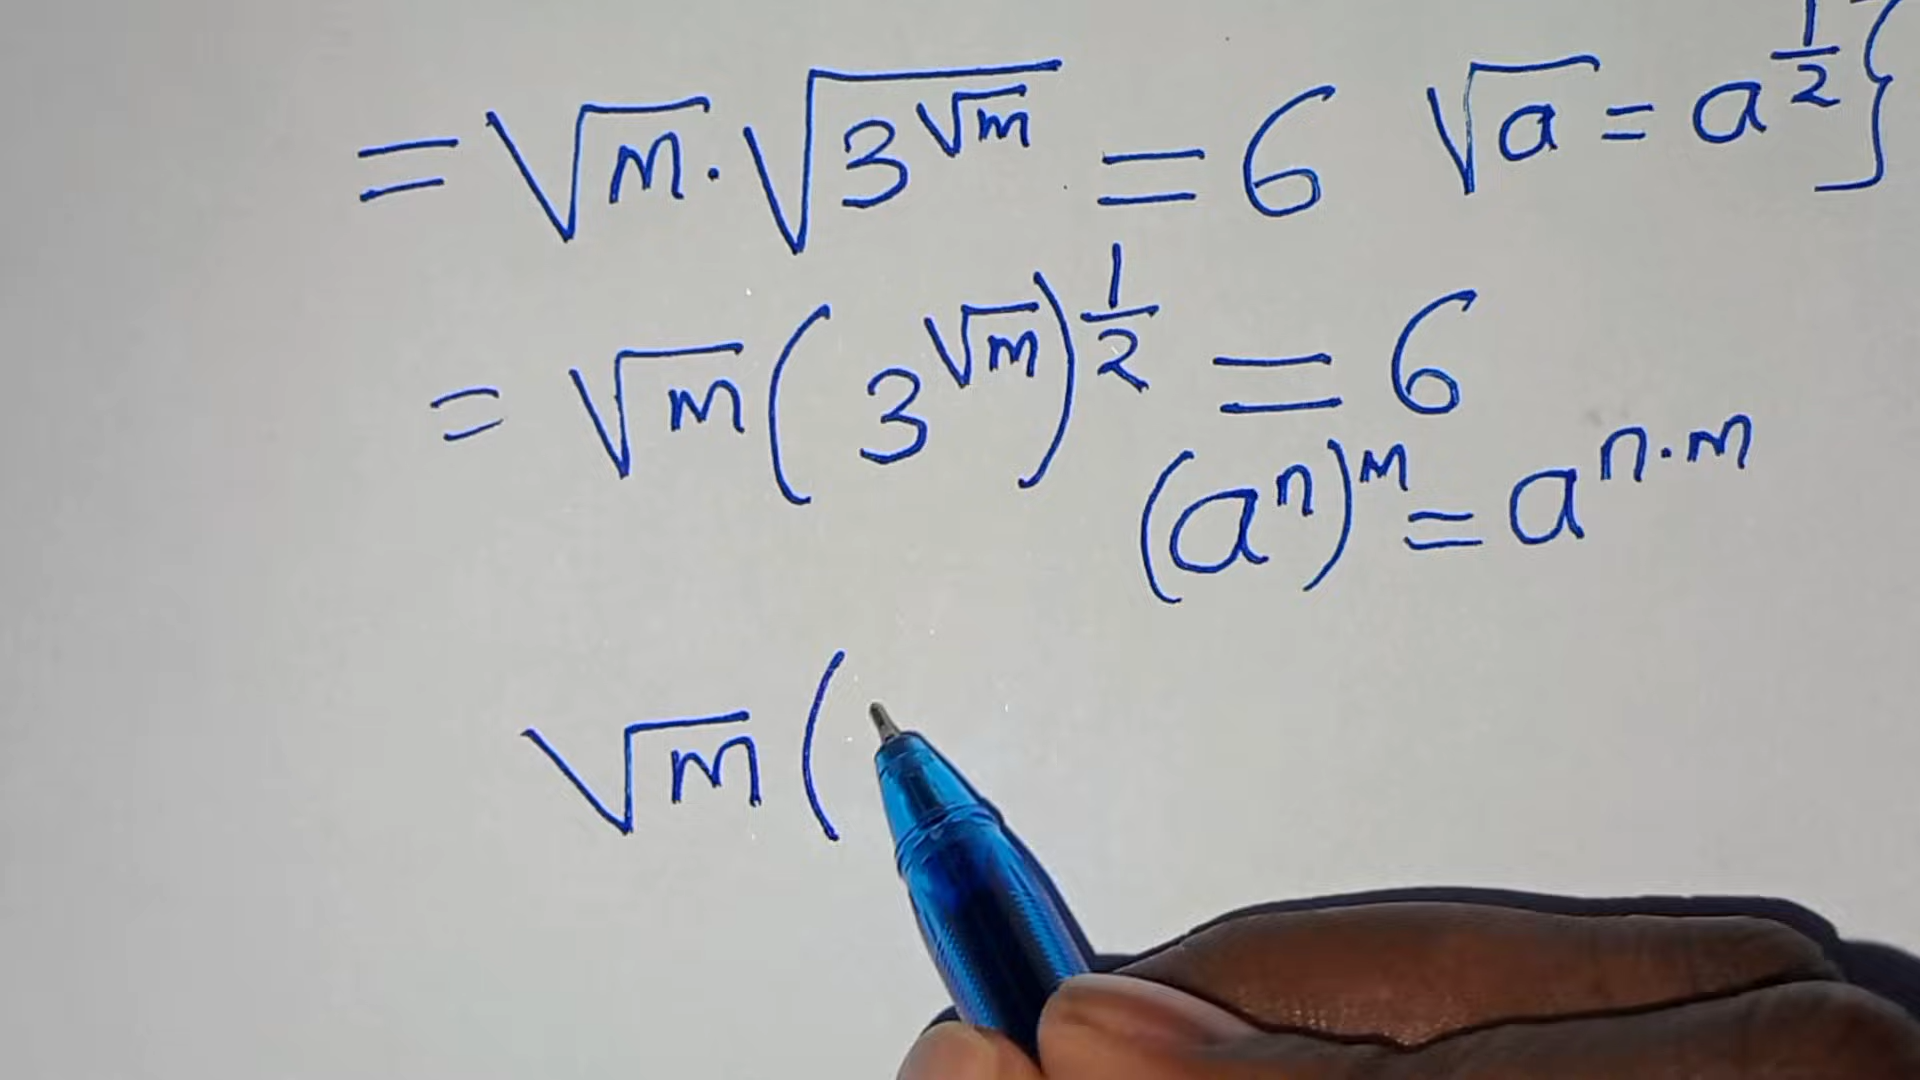 = √m · √(3^√m) = 6 √a = a^(1/2) }
= √m (3^√m)^(1/2) = 6
(a^n)^m = a^(n·m)
√m (